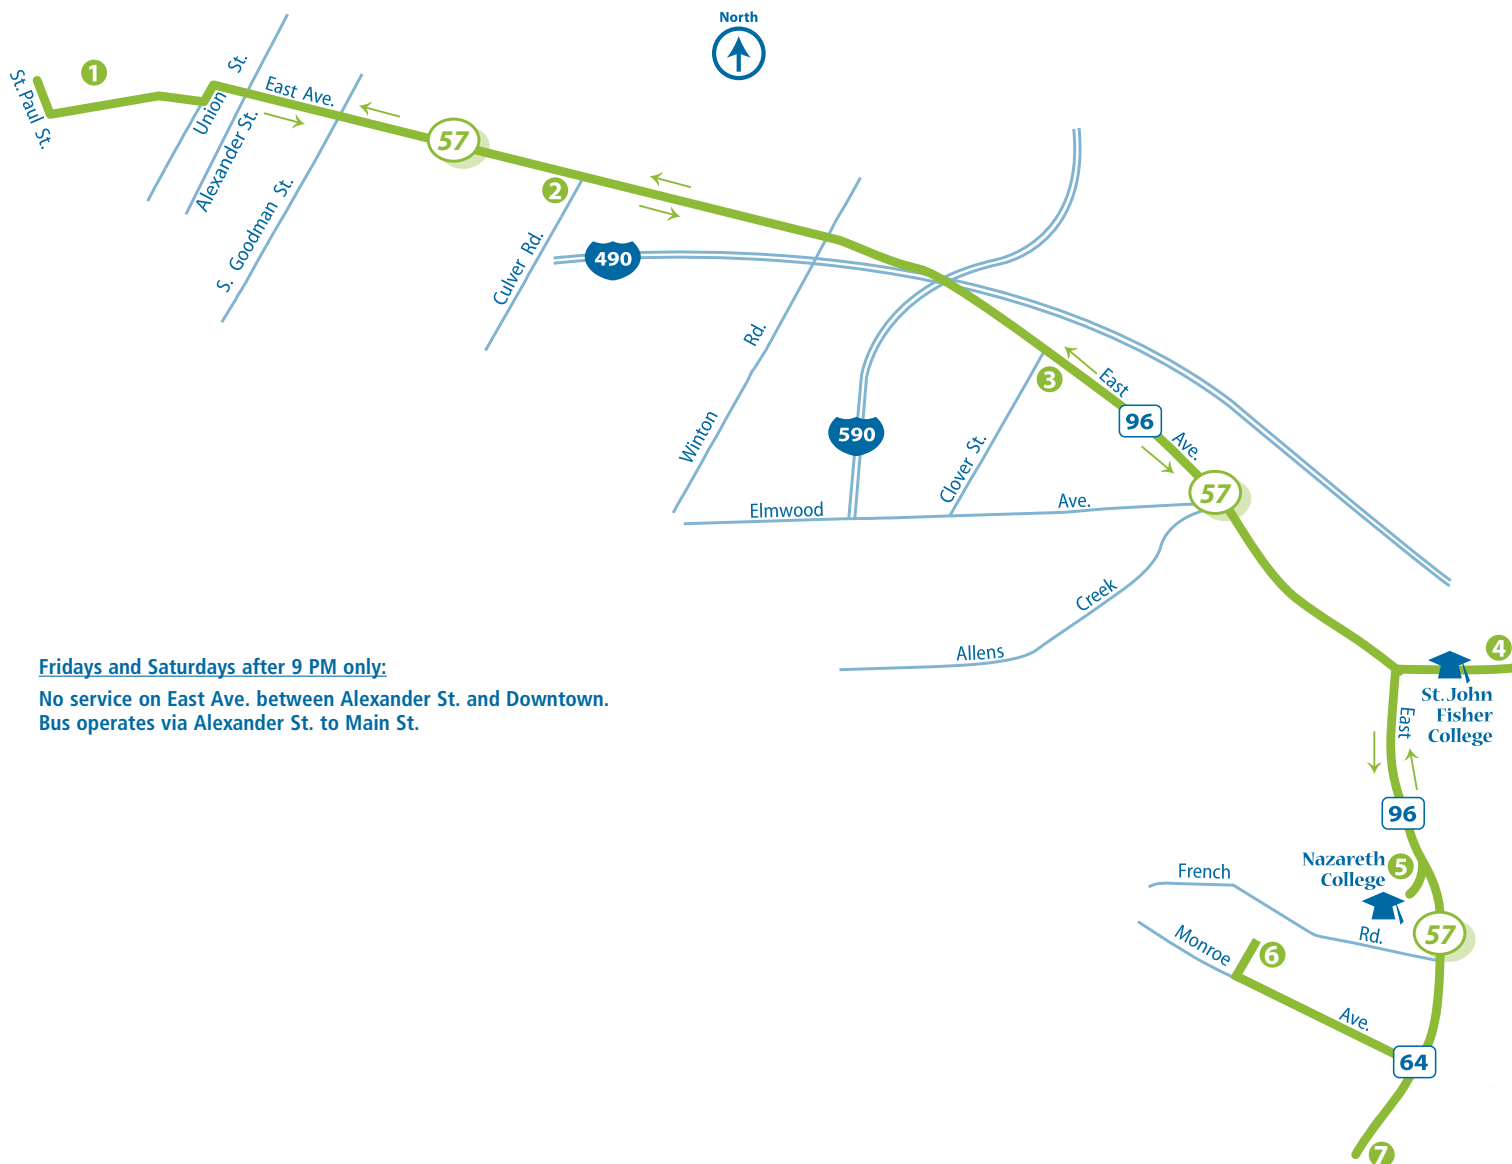 North
1
St. Paul St.
Union St.
East Ave.
Alexander St.
S. Goodman St.
57
2
Culver Rd.
490
Winton Rd.
590
3
Clover St.
East Ave.
96
57
Elmwood Ave.
Allens Creek
Fridays and Saturdays after 9 PM only:
No service on East Ave. between Alexander St. and Downtown.
Bus operates via Alexander St. to Main St.
4
St. John
Fisher
College
East
96
Nazareth
College
5
French Rd.
57
Monroe Ave.
6
64
7